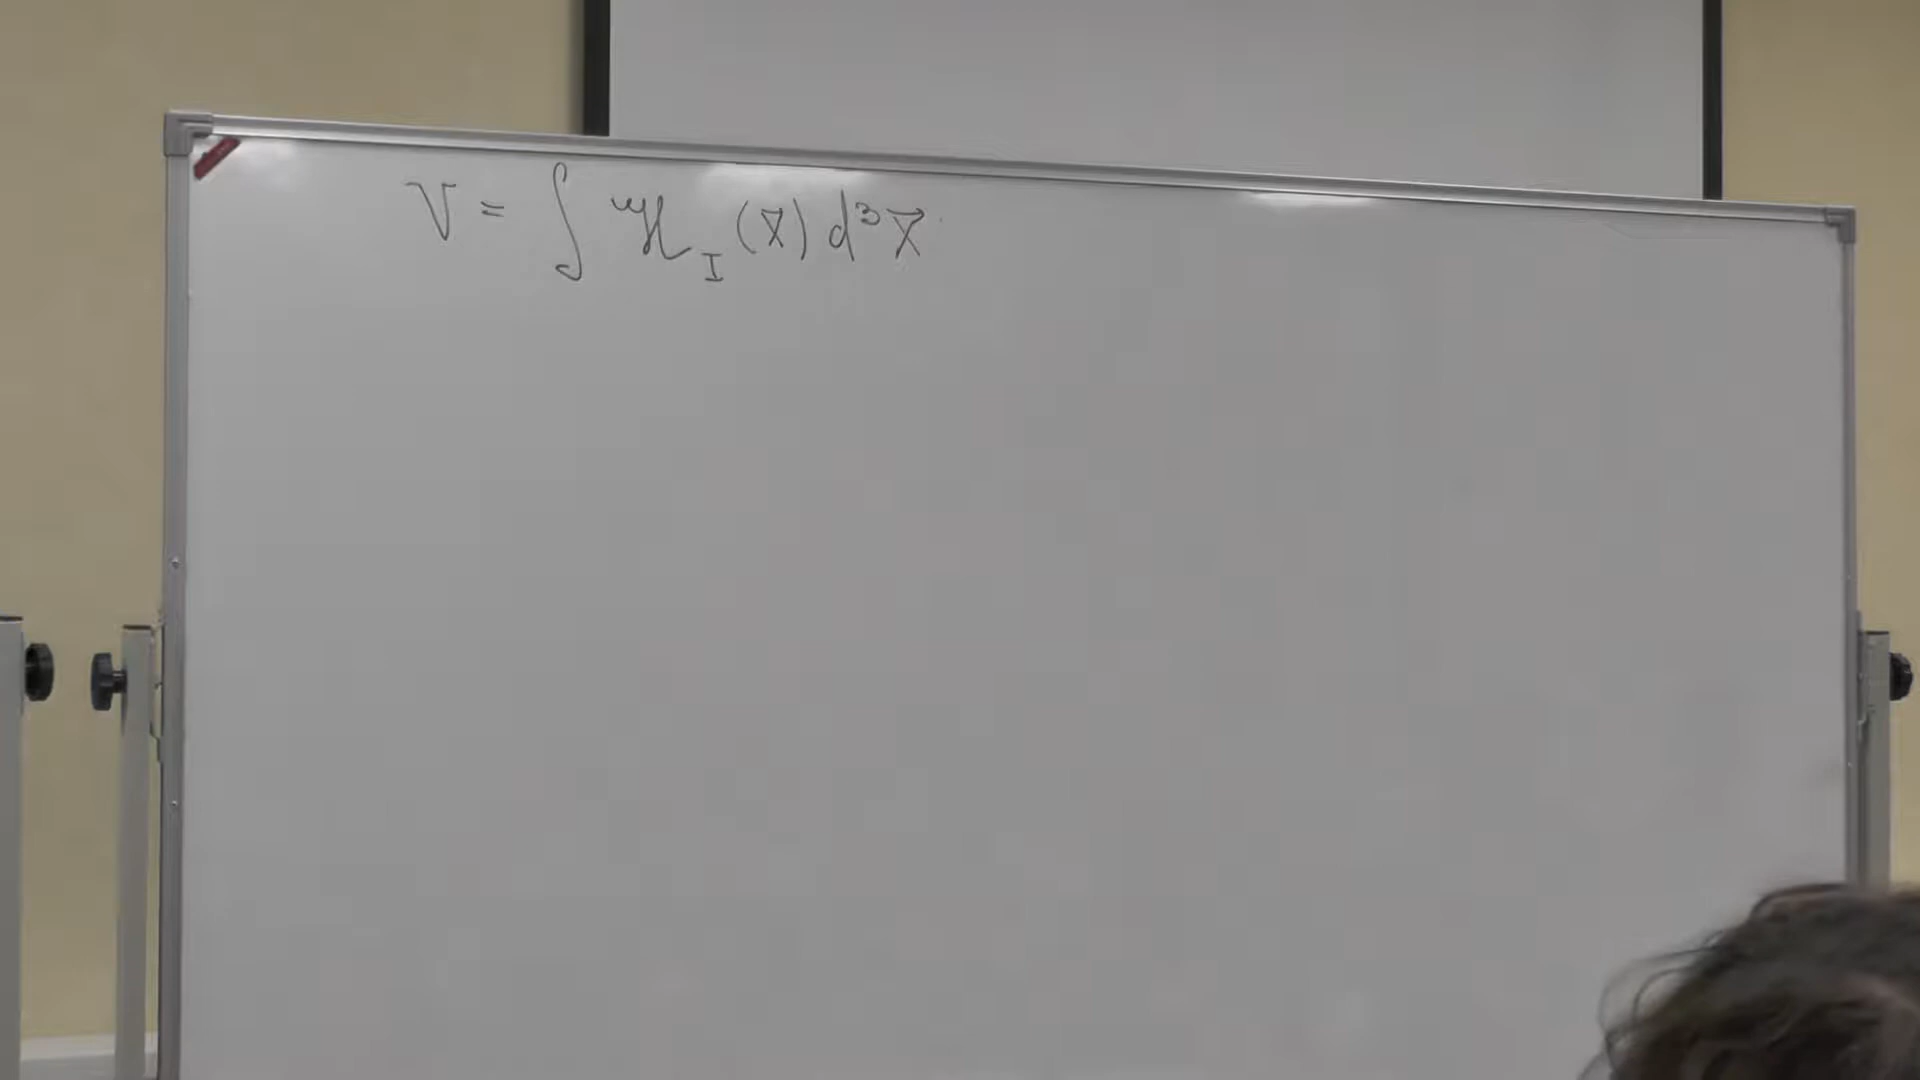 V = ∫ ℋ_I (x⃗) d³x⃗